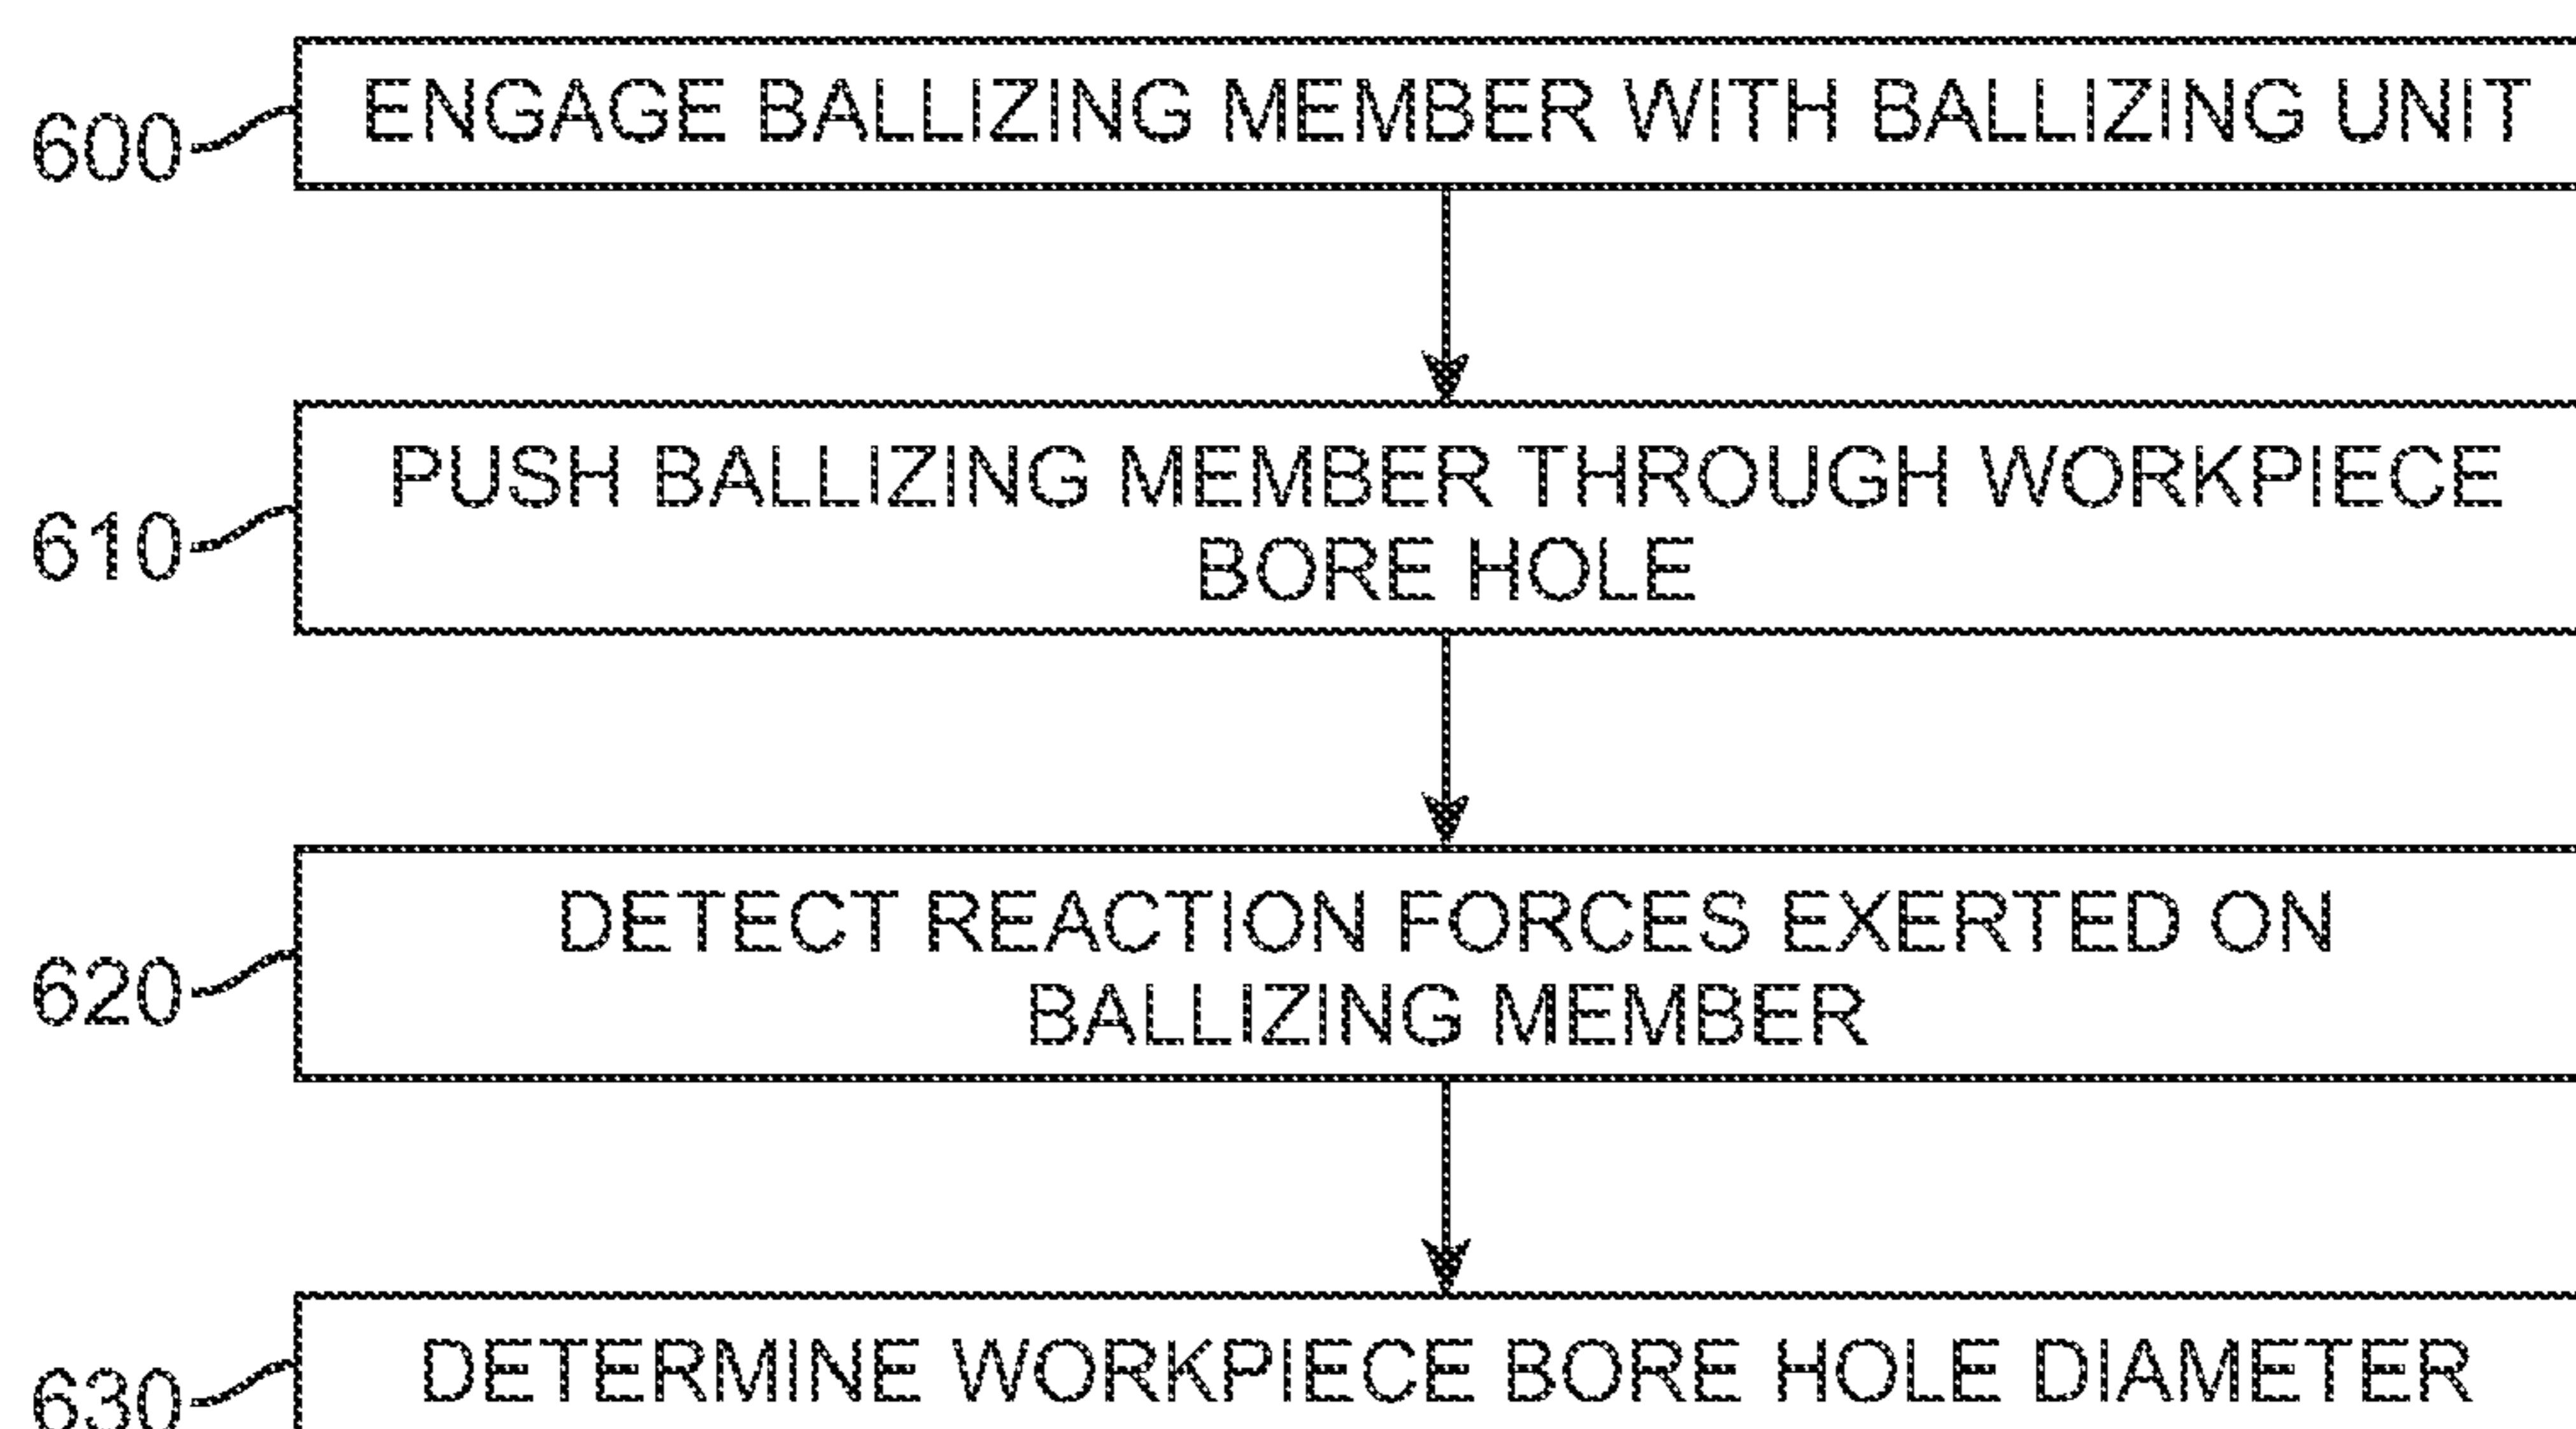 600
ENGAGE BALLIZING MEMBER WITH BALLIZING UNIT
610
PUSH BALLIZING MEMBER THROUGH WORKPIECE
BORE HOLE
620
DETECT REACTION FORCES EXERTED ON
BALLIZING MEMBER
630
DETERMINE WORKPIECE BORE HOLE DIAMETER